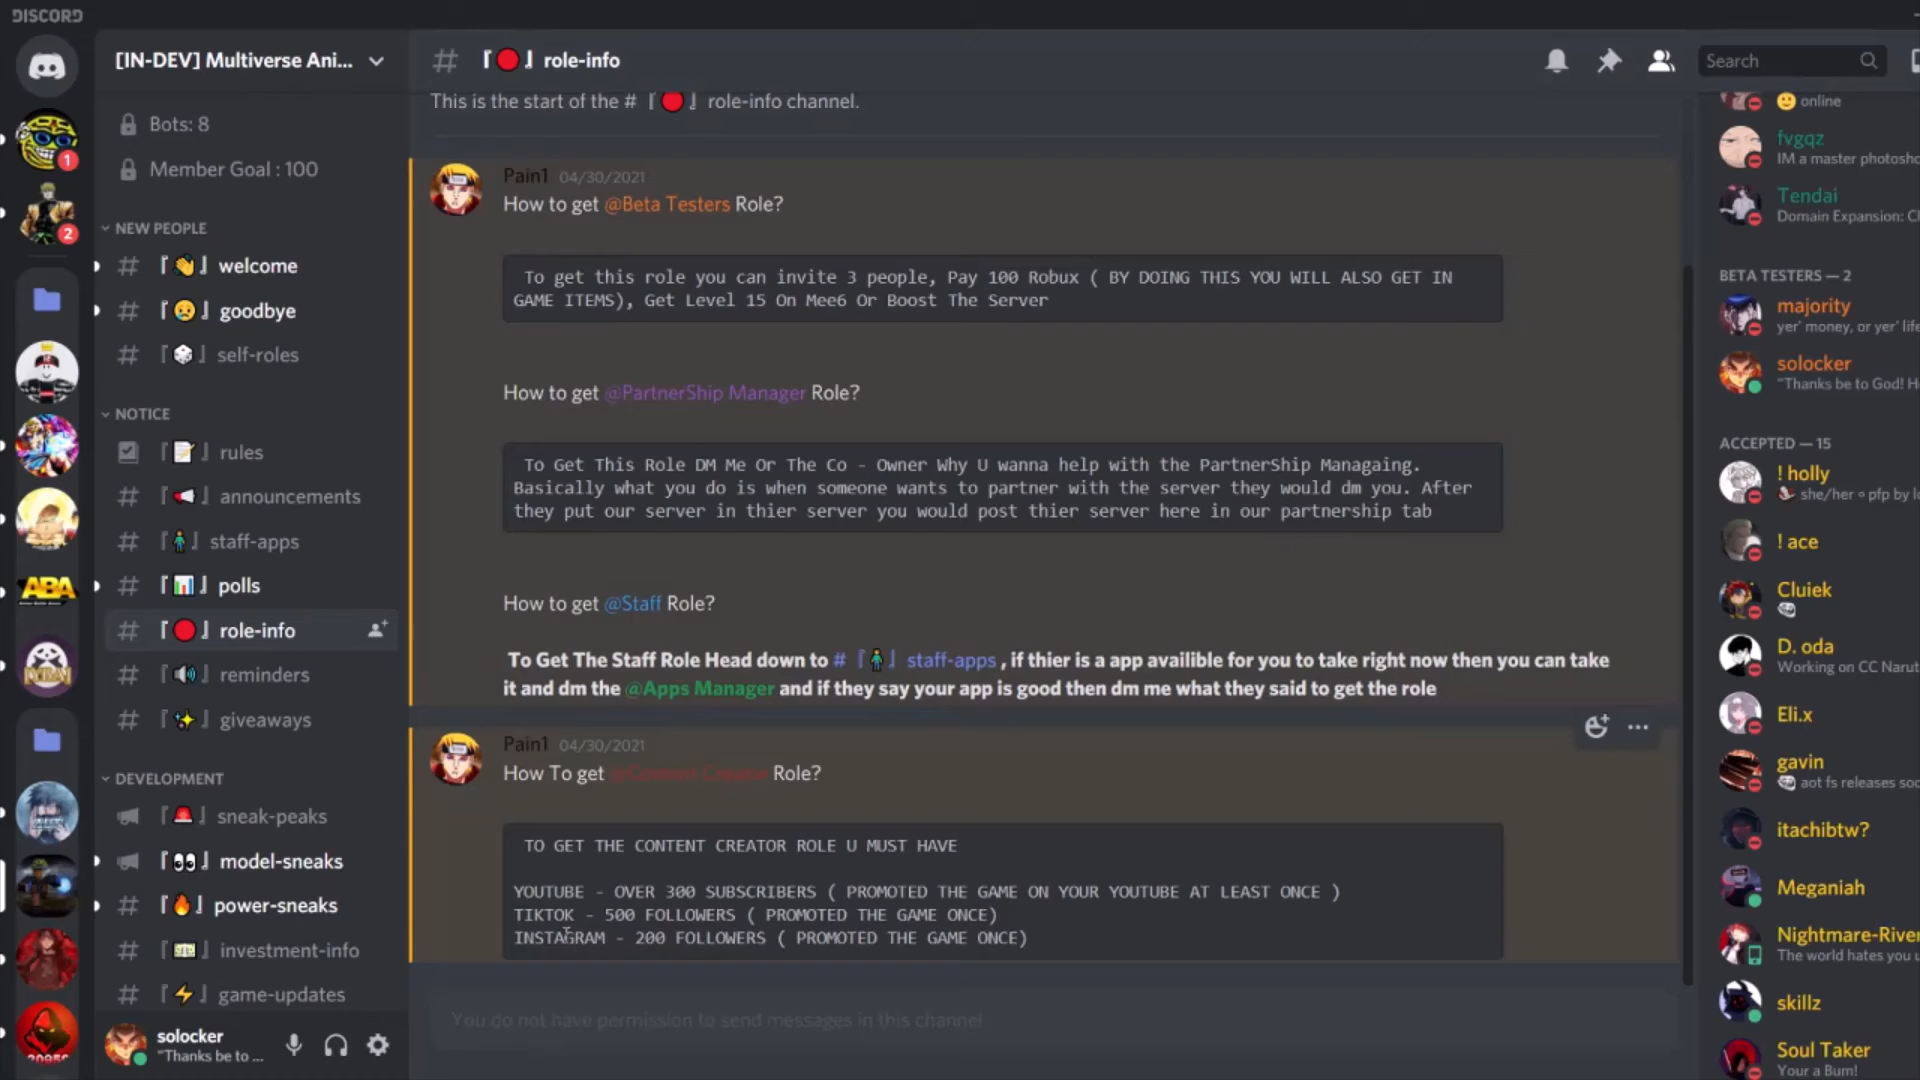 DISCORD
[IN-DEV] Multiverse Ani...
Bots: 8
Member Goal : 100
NEW PEOPLE
# 『👋』 welcome
# 『😥』 goodbye
# 『🎲』 self-roles
NOTICE
『📝』 rules
# 『📢』 announcements
# 『🧍‍♂️』 staff-apps
# 『📊』 polls
# 『🔴』 role-info
# 『🔊』 reminders
# 『✨』 giveaways
DEVELOPMENT
『🚨』 sneak-peaks
『👀』 model-sneaks
# 『🔥』 power-sneaks
# 『💵』 investment-info
# 『⚡』 game-updates
solocker
"Thanks be to ...
1
2
ABA
# 『🔴』 role-info
Search
This is the start of the # 『🔴』 role-info channel.
Pain1 04/30/2021
How to get @Beta Testers Role?
To get this role you can invite 3 people, Pay 100 Robux ( BY DOING THIS YOU WILL ALSO GET IN
GAME ITEMS), Get Level 15 On Mee6 Or Boost The Server
How to get @PartnerShip Manager Role?
To Get This Role DM Me Or The Co - Owner Why U wanna help with the PartnerShip Managaing.
Basically what you do is when someone wants to partner with the server they would dm you. After
they put our server in thier server you would post thier server here in our partnership tab
How to get @Staff Role?
To Get The Staff Role Head down to # 『🧍‍♂️』 staff-apps , if thier is a app availible for you to take right now then you can take
it and dm the @Apps Manager and if they say your app is good then dm me what they said to get the role
Pain1 04/30/2021
How To get @Content Creator Role?
TO GET THE CONTENT CREATOR ROLE U MUST HAVE
YOUTUBE - OVER 300 SUBSCRIBERS ( PROMOTED THE GAME ON YOUR YOUTUBE AT LEAST ONCE )
TIKTOK - 500 FOLLOWERS ( PROMOTED THE GAME ONCE)
INSTAGRAM - 200 FOLLOWERS ( PROMOTED THE GAME ONCE)
You do not have permission to send messages in this channel
online
fvgqz
IM a master photosho
Tendai
Domain Expansion: Cl
BETA TESTERS — 2
majority
yer' money, or yer' life
solocker
"Thanks be to God! He
ACCEPTED — 15
! holly
she/her ∘ pfp by lo
! ace
Cluiek
D. oda
Working on CC Narut
Eli.x
gavin
aot fs releases soo
itachibtw?
Meganiah
Nightmare-River
The world hates you u
skillz
Soul Taker
Your a Bum!